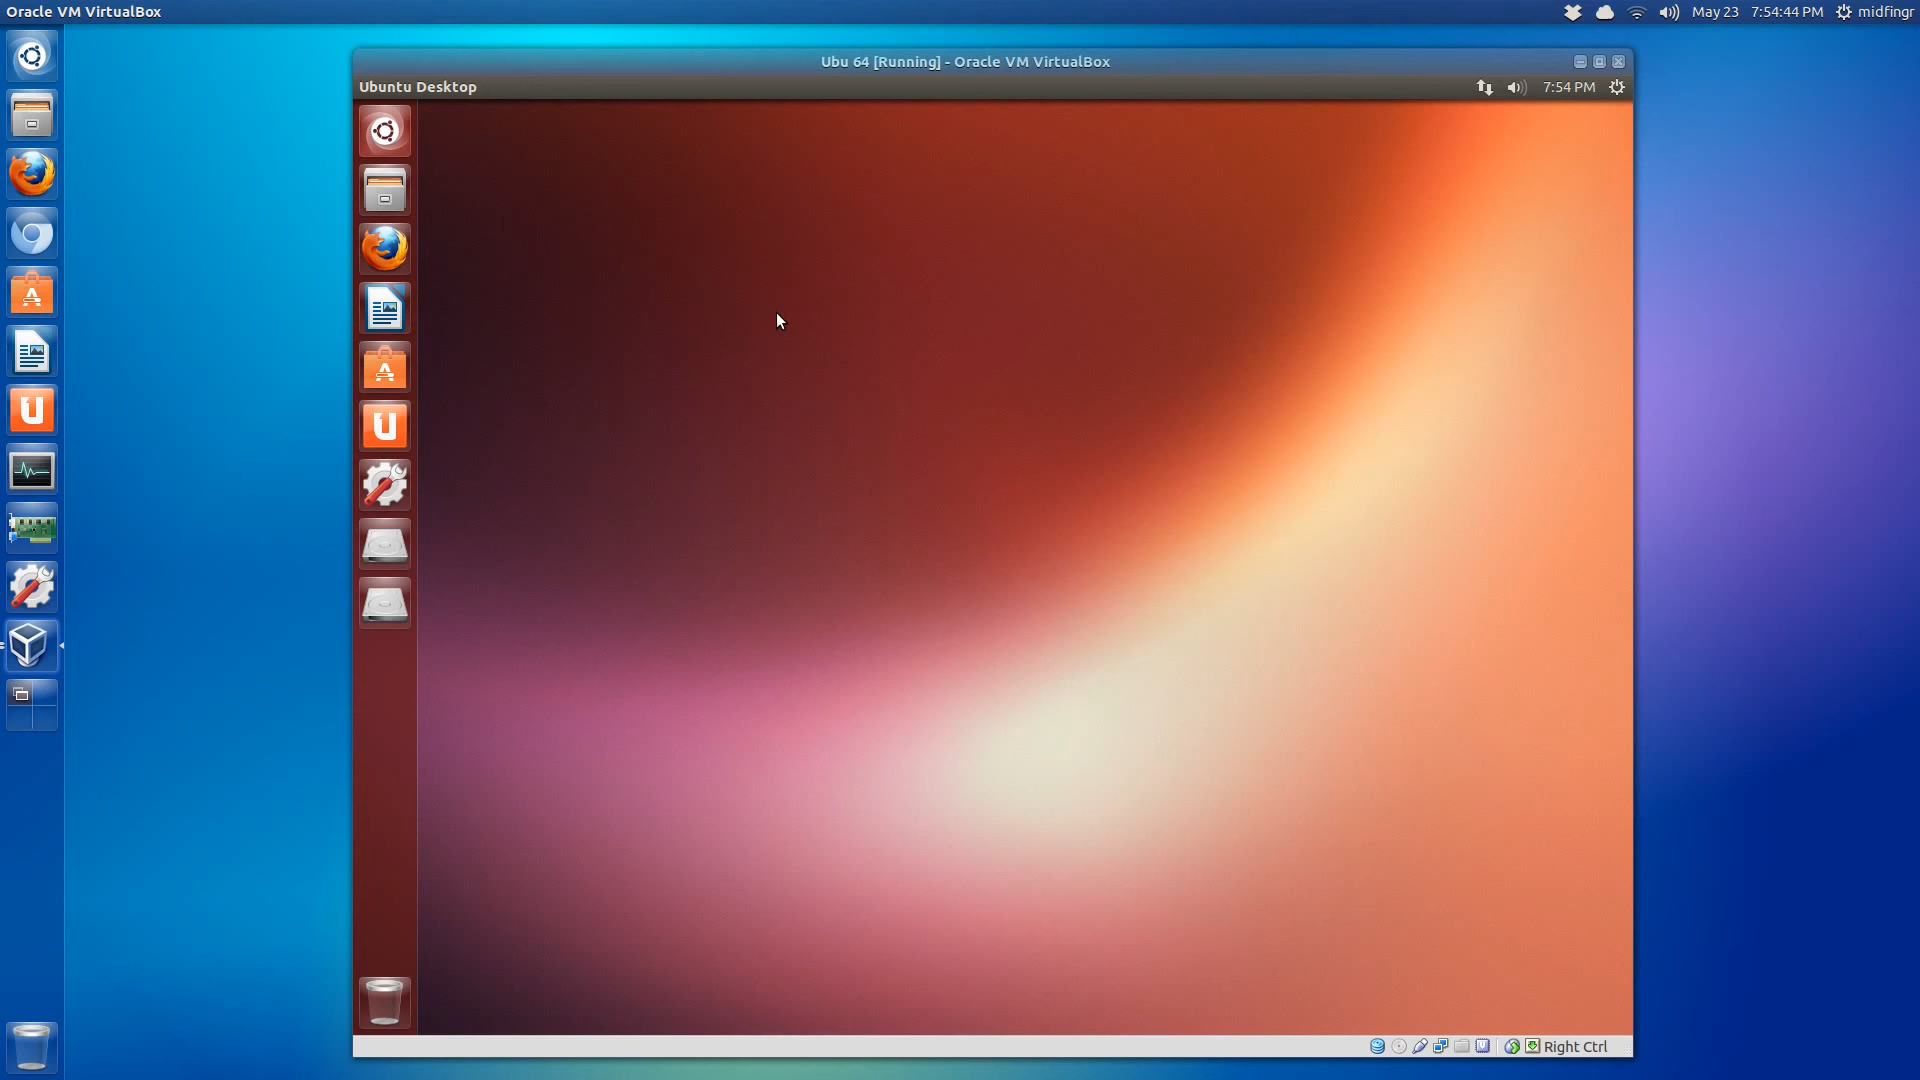 Oracle VM VirtualBox
May 23 7:54:44 PM midfingr
Ubu 64 [Running] - Oracle VM VirtualBox
Ubuntu Desktop
7:54 PM
Right Ctrl